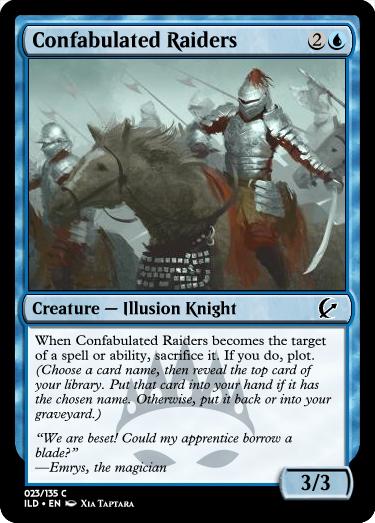 Confabulated Raiders 2
Creature — Illusion Knight
When Confabulated Raiders becomes the target
of a spell or ability, sacrifice it. If you do, plot.
(Choose a card name, then reveal the top card of
your library. Put that card into your hand if it has
the chosen name. Otherwise, put it back or into your
graveyard.)
“We are beset! Could my apprentice borrow a
blade?”
—Emrys, the magician
3/3
023/135 C
ILD • EN Xia Taptara